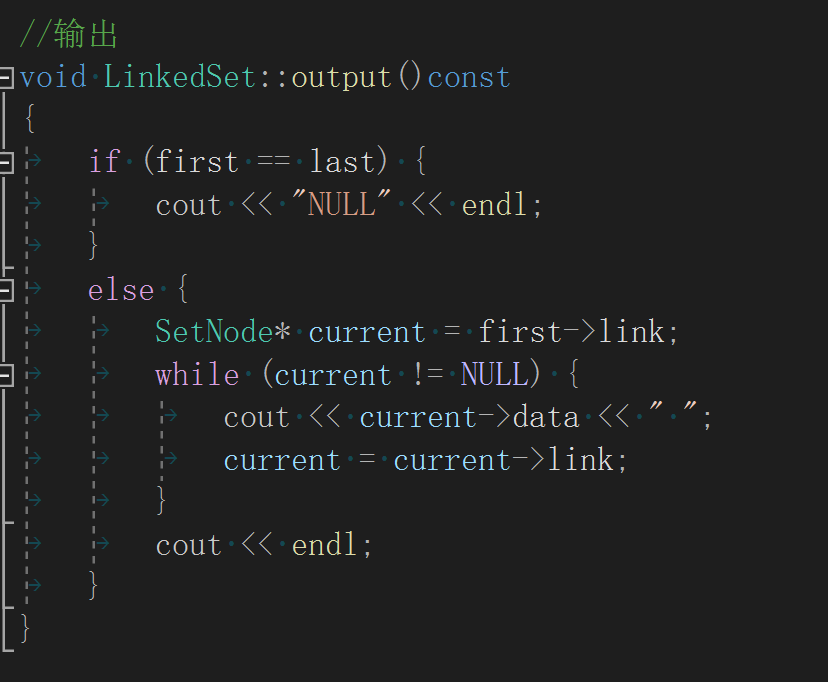 //输出
void LinkedSet::output()const
{
if (first == last) {
cout << "NULL" << endl;
}
else {
SetNode* current = first->link;
while (current != NULL) {
cout << current->data << " ";
current = current->link;
}
cout << endl;
}
}